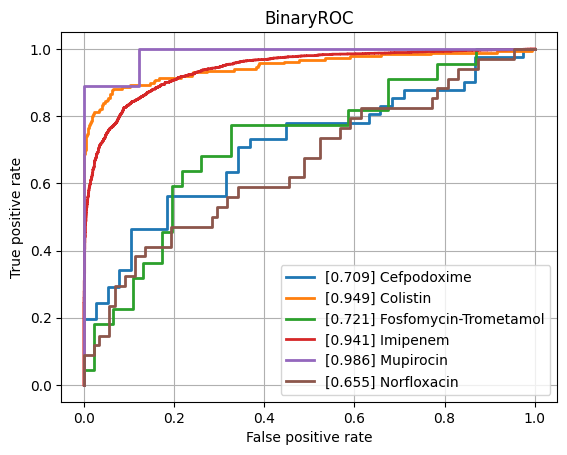 BinaryROC
True positive rate
1.0
0.8
0.6
0.4
0.2
0.0
[0.709] Cefpodoxime
[0.949] Colistin
[0.721] Fosfomycin-Trometamol
[0.941] Imipenem
[0.986] Mupirocin
[0.655] Norfloxacin
0.0 0.2 0.4 0.6 0.8 1.0
False positive rate